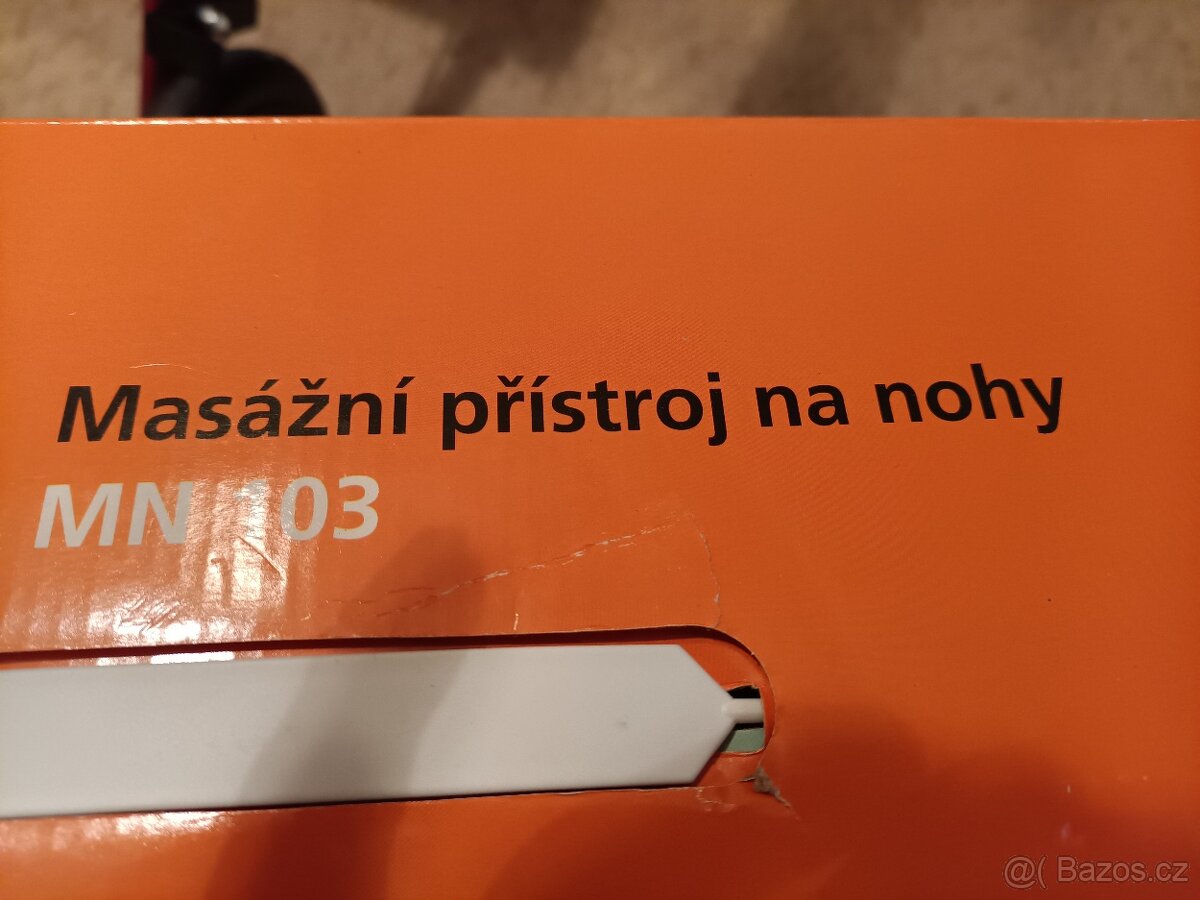 Masážní přístroj na nohy
MN 103
@( Bazos.cz